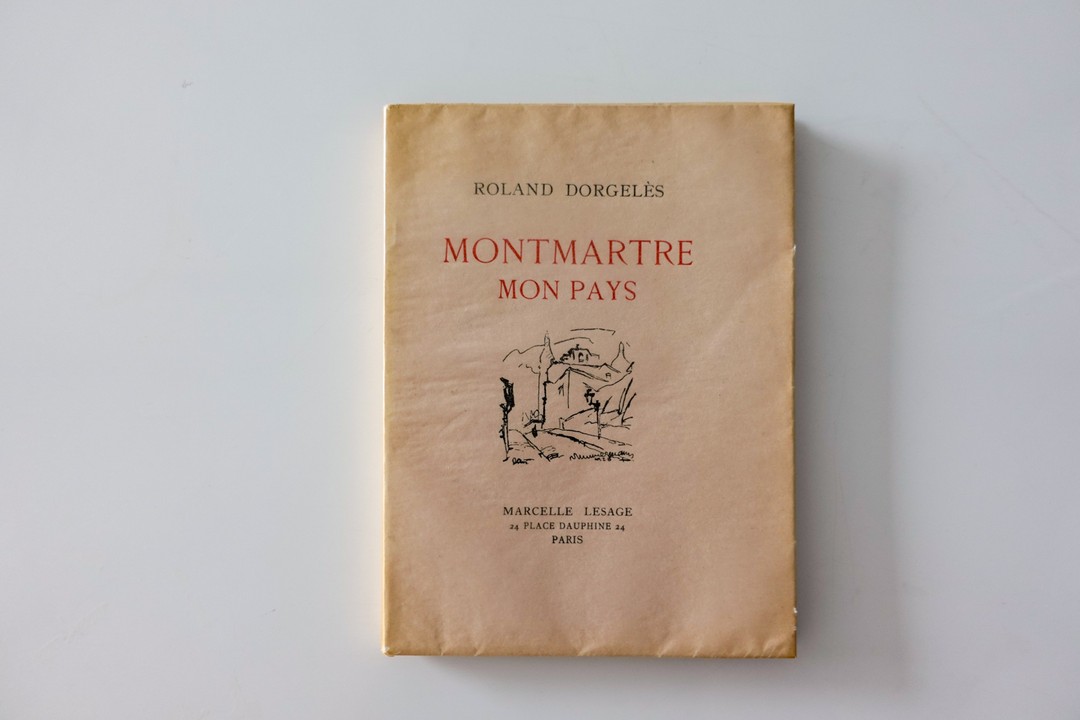 ROLAND DORGELÈS
MONTMARTRE
MON PAYS
MARCELLE LESAGE
24 PLACE DAUPHINE 24
PARIS